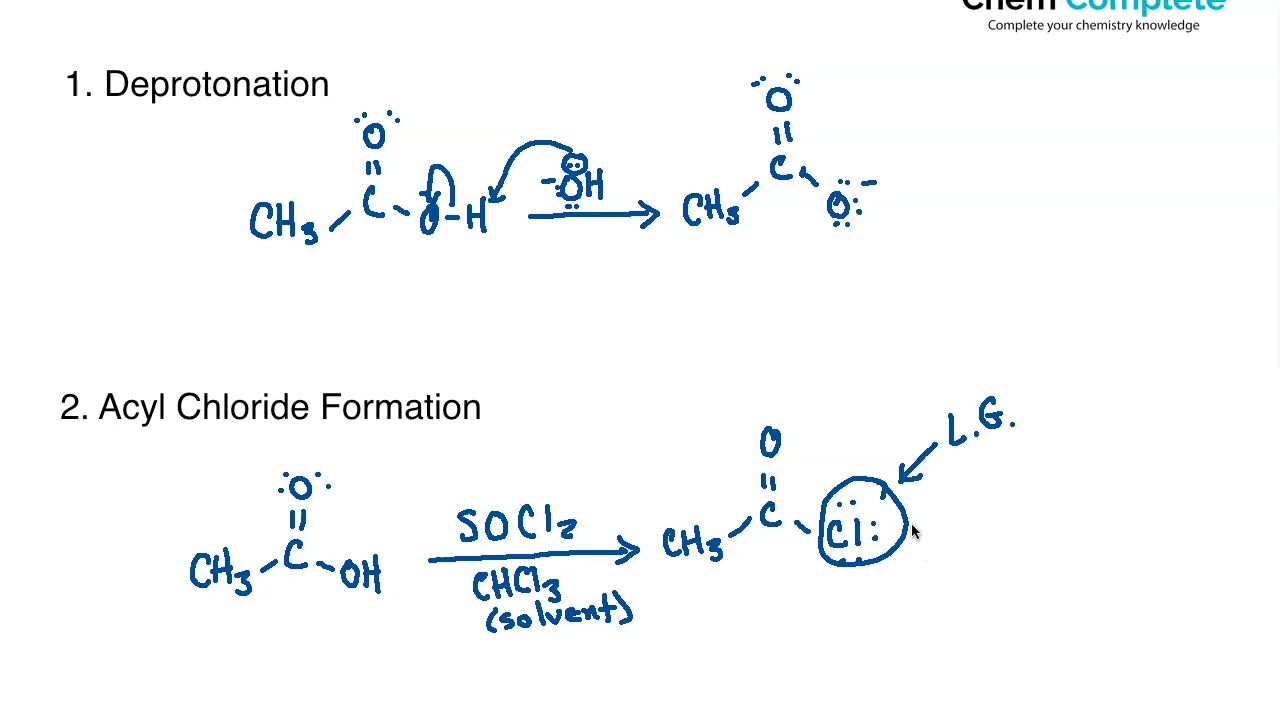 Chem Complete
Complete your chemistry knowledge
1. Deprotonation
O
||
CH₃ / C \ O-H
⁻:ÖH
O
||
CH₃ / C \ O:⁻
2. Acyl Chloride Formation
O
||
CH₃ / C \ OH
SOCl₂
CHCl₃
(solvent)
O
||
CH₃ / C \ Cl:
L.G.